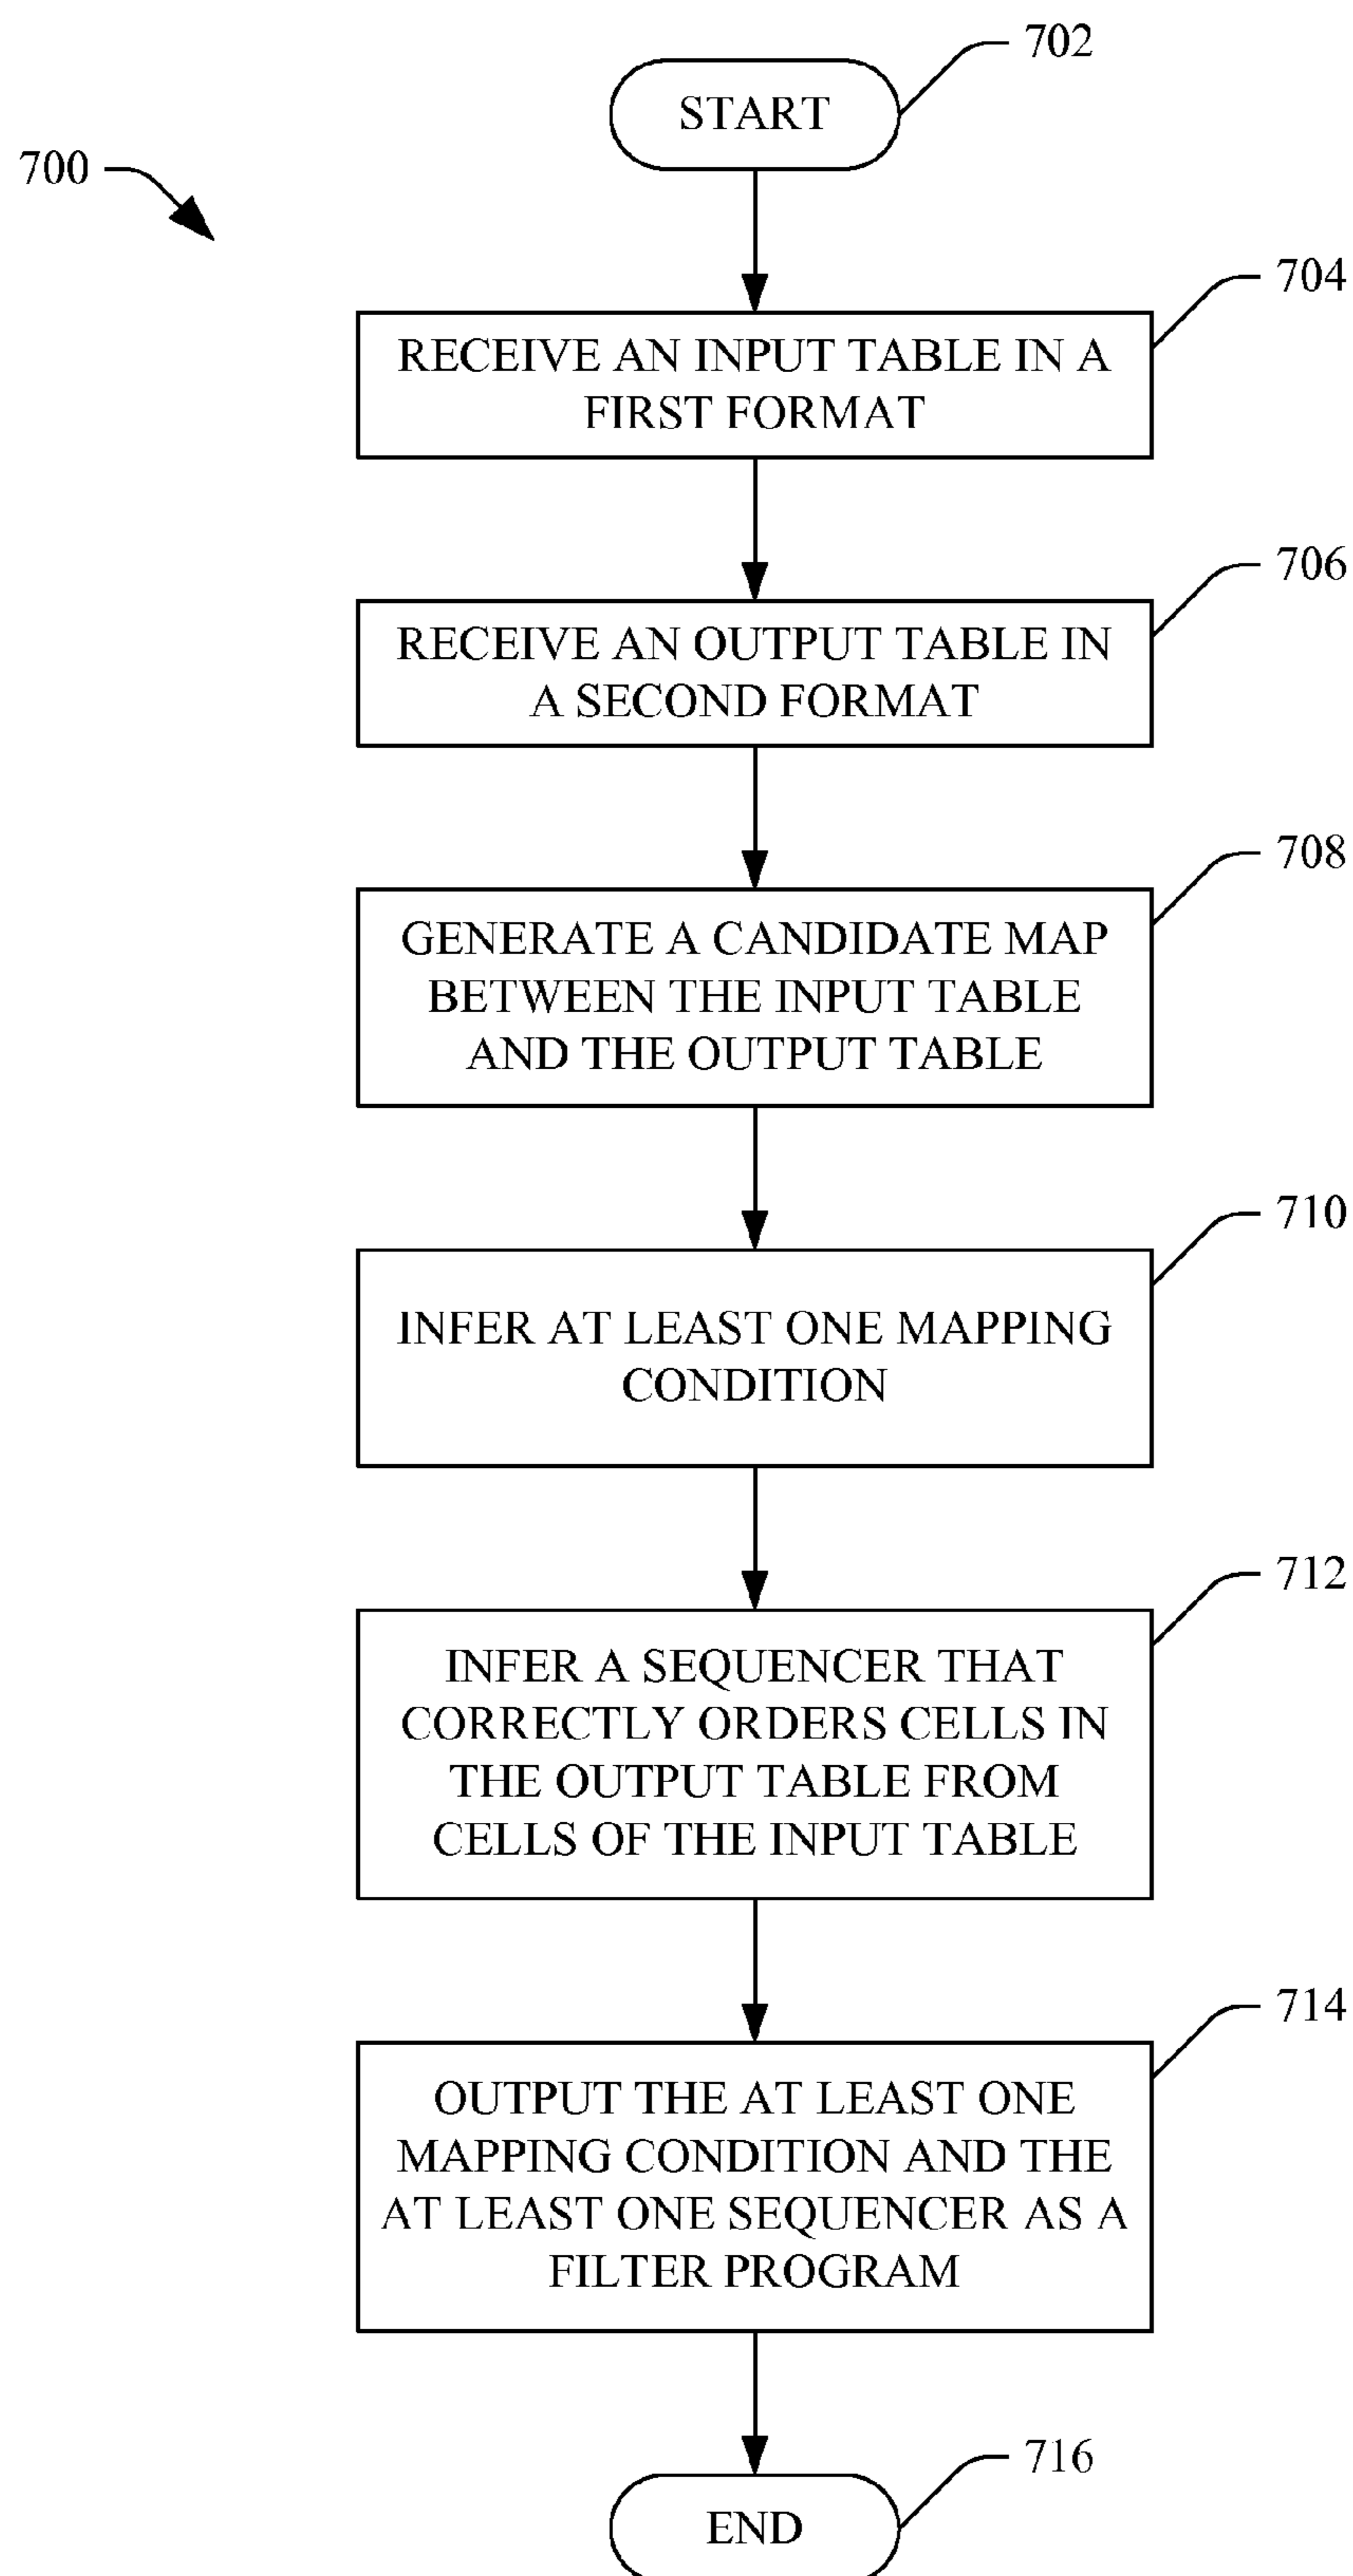 702
START
700
704
RECEIVE AN INPUT TABLE IN A
FIRST FORMAT
706
RECEIVE AN OUTPUT TABLE IN
A SECOND FORMAT
708
GENERATE A CANDIDATE MAP
BETWEEN THE INPUT TABLE
AND THE OUTPUT TABLE
710
INFER AT LEAST ONE MAPPING
CONDITION
712
INFER A SEQUENCER THAT
CORRECTLY ORDERS CELLS IN
THE OUTPUT TABLE FROM
CELLS OF THE INPUT TABLE
714
OUTPUT THE AT LEAST ONE
MAPPING CONDITION AND THE
AT LEAST ONE SEQUENCER AS A
FILTER PROGRAM
716
END